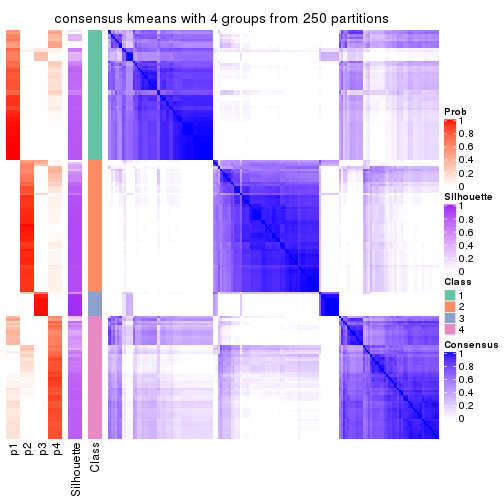 consensus kmeans with 4 groups from 250 partitions
Prob
1
0.8
0.6
0.4
0.2
0
Silhouette
1
0.8
0.6
0.4
0.2
0
Class
1
2
3
4
Consensus
1
0.8
0.6
0.4
0.2
0
p1
p2
p3
p4
Silhouette
Class